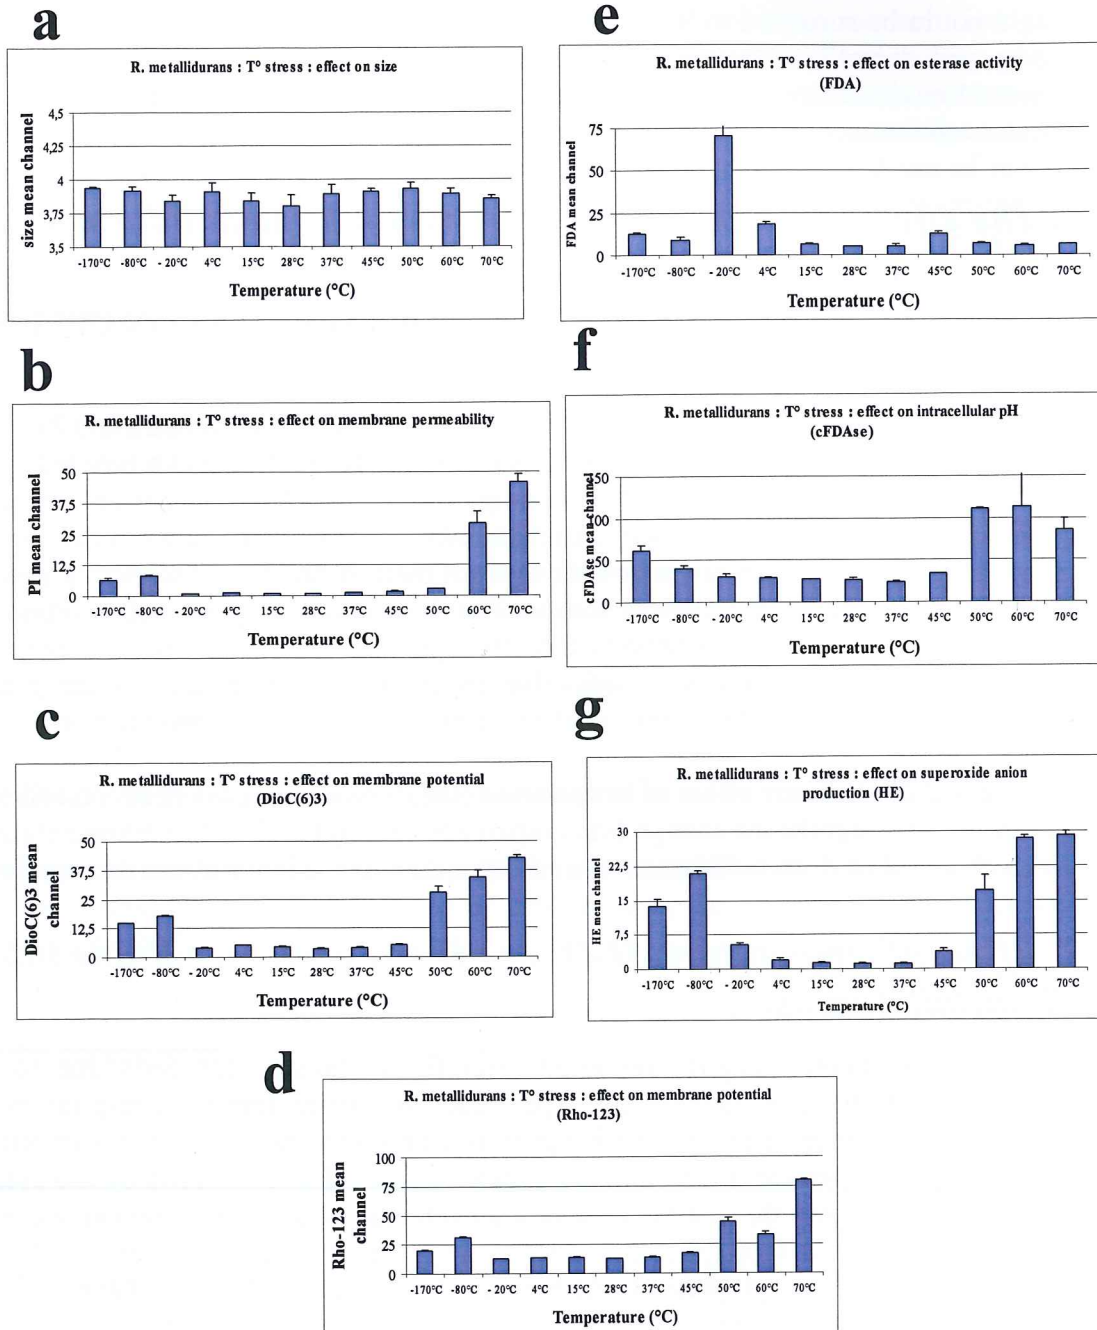 a
R. metallidurans : T° stress : effect on size
size mean channel
4,5
4,25
4
3,75
3,5
-170°C -80°C - 20°C 4°C 15°C 28°C 37°C 45°C 50°C 60°C 70°C
Temperature (°C)
b
R. metallidurans : T° stress : effect on membrane permeability
PI mean channel
50
37,5
25
12,5
0
-170°C -80°C - 20°C 4°C 15°C 28°C 37°C 45°C 50°C 60°C 70°C
Temperature (°C)
c
R. metallidurans : T° stress : effect on membrane potential
(DioC(6)3)
DioC(6)3 mean
channel
50
37,5
25
12,5
0
-170°C -80°C - 20°C 4°C 15°C 28°C 37°C 45°C 50°C 60°C 70°C
Temperature (°C)
d
R. metallidurans : T° stress : effect on membrane potential
(Rho-123)
Rho-123 mean
channel
100
75
50
25
0
-170°C -80°C - 20°C 4°C 15°C 28°C 37°C 45°C 50°C 60°C 70°C
Temperature (°C)
e
R. metallidurans : T° stress : effect on esterase activity
(FDA)
FDA mean channel
75
50
25
0
-170°C -80°C - 20°C 4°C 15°C 28°C 37°C 45°C 50°C 60°C 70°C
Temperature (°C)
f
R. metallidurans : T° stress : effect on intracellular pH
(cFDAse)
cFDAse mean channel
150
100
50
0
-170°C -80°C - 20°C 4°C 15°C 28°C 37°C 45°C 50°C 60°C 70°C
Temperature (°C)
g
R. metallidurans : T° stress : effect on superoxide anion
production (HE)
HE mean channel
30
22,5
15
7,5
0
-170°C -80°C - 20°C 4°C 15°C 28°C 37°C 45°C 50°C 60°C 70°C
Temperature (°C)